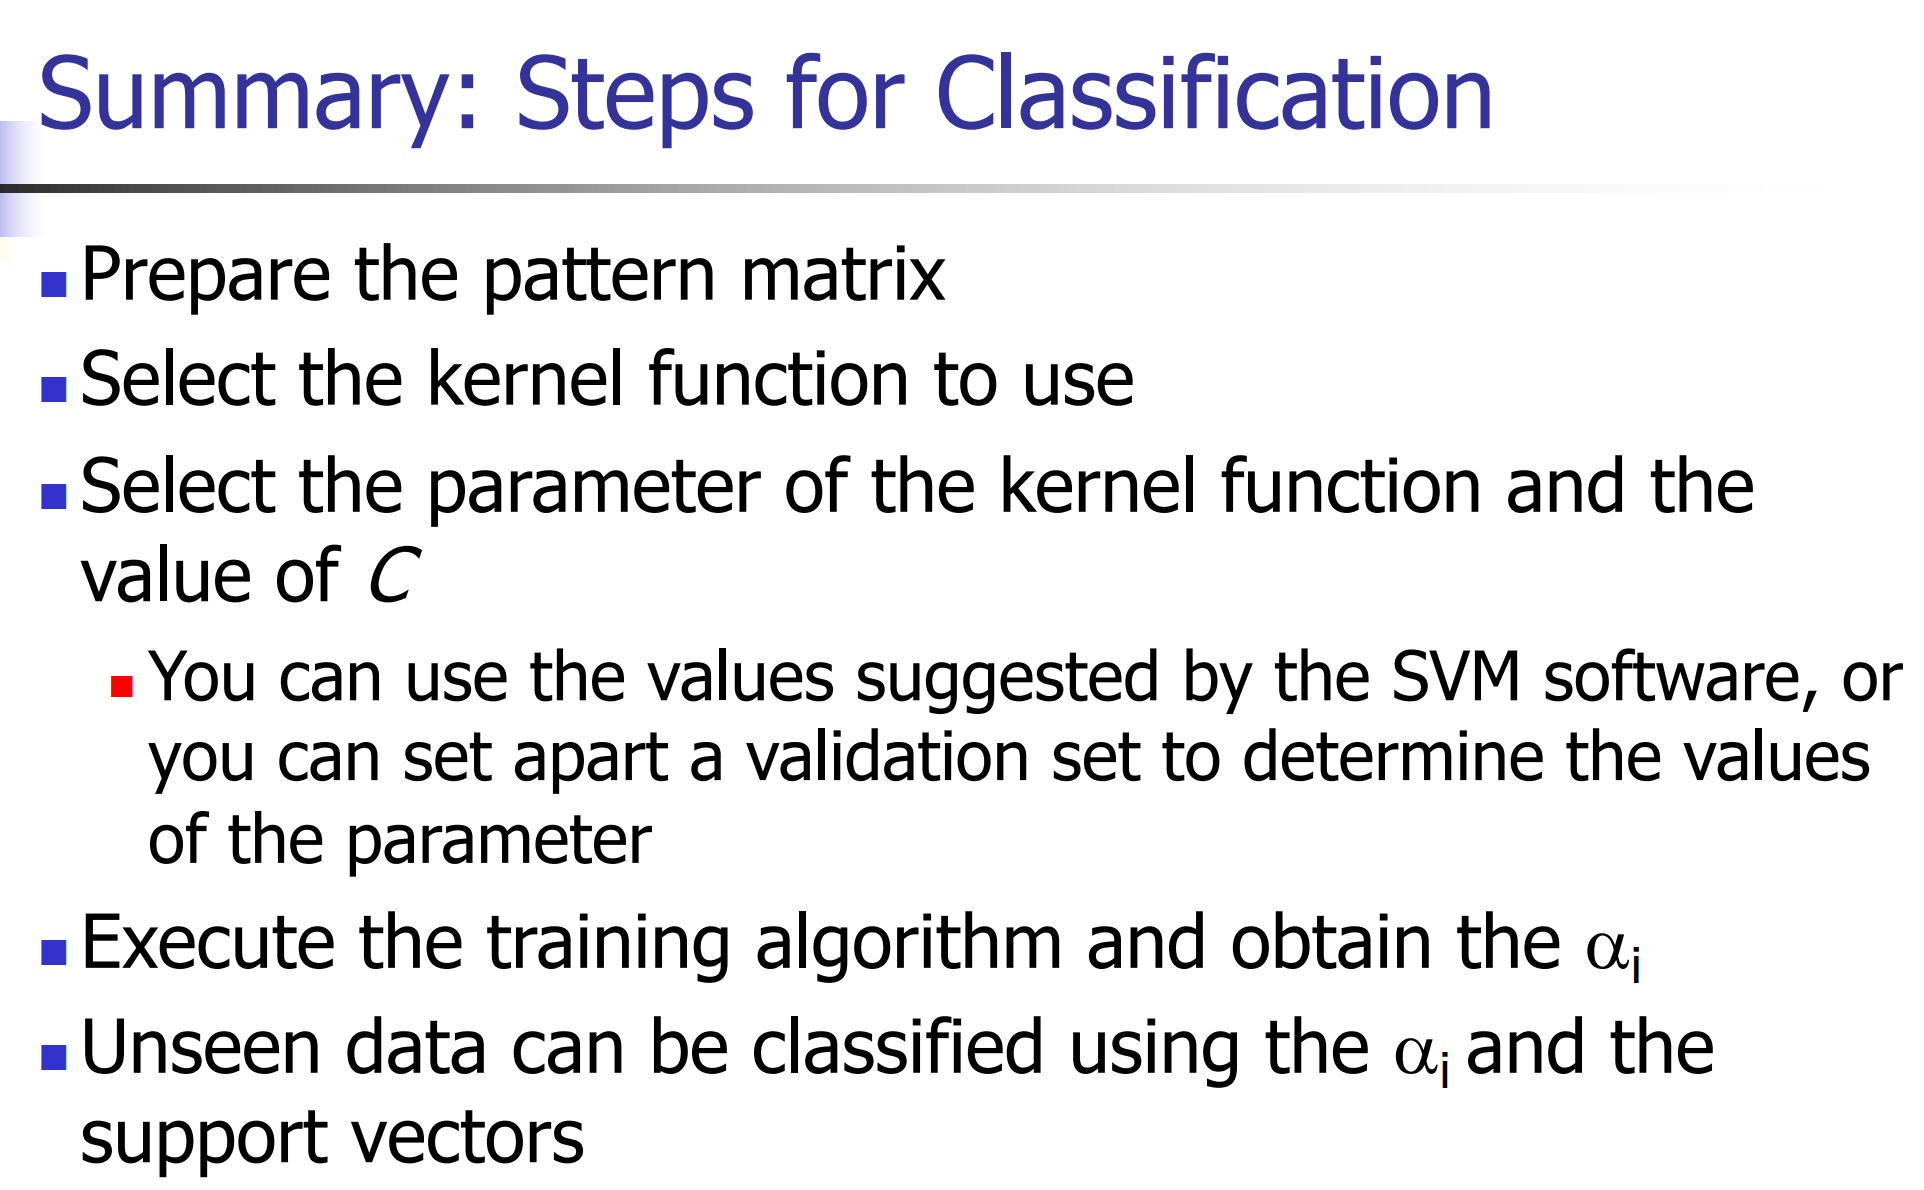 Summary: Steps for Classification
Prepare the pattern matrix
Select the kernel function to use
Select the parameter of the kernel function and the
value of C
You can use the values suggested by the SVM software, or
you can set apart a validation set to determine the values
of the parameter
Execute the training algorithm and obtain the αi
Unseen data can be classified using the αi and the
support vectors